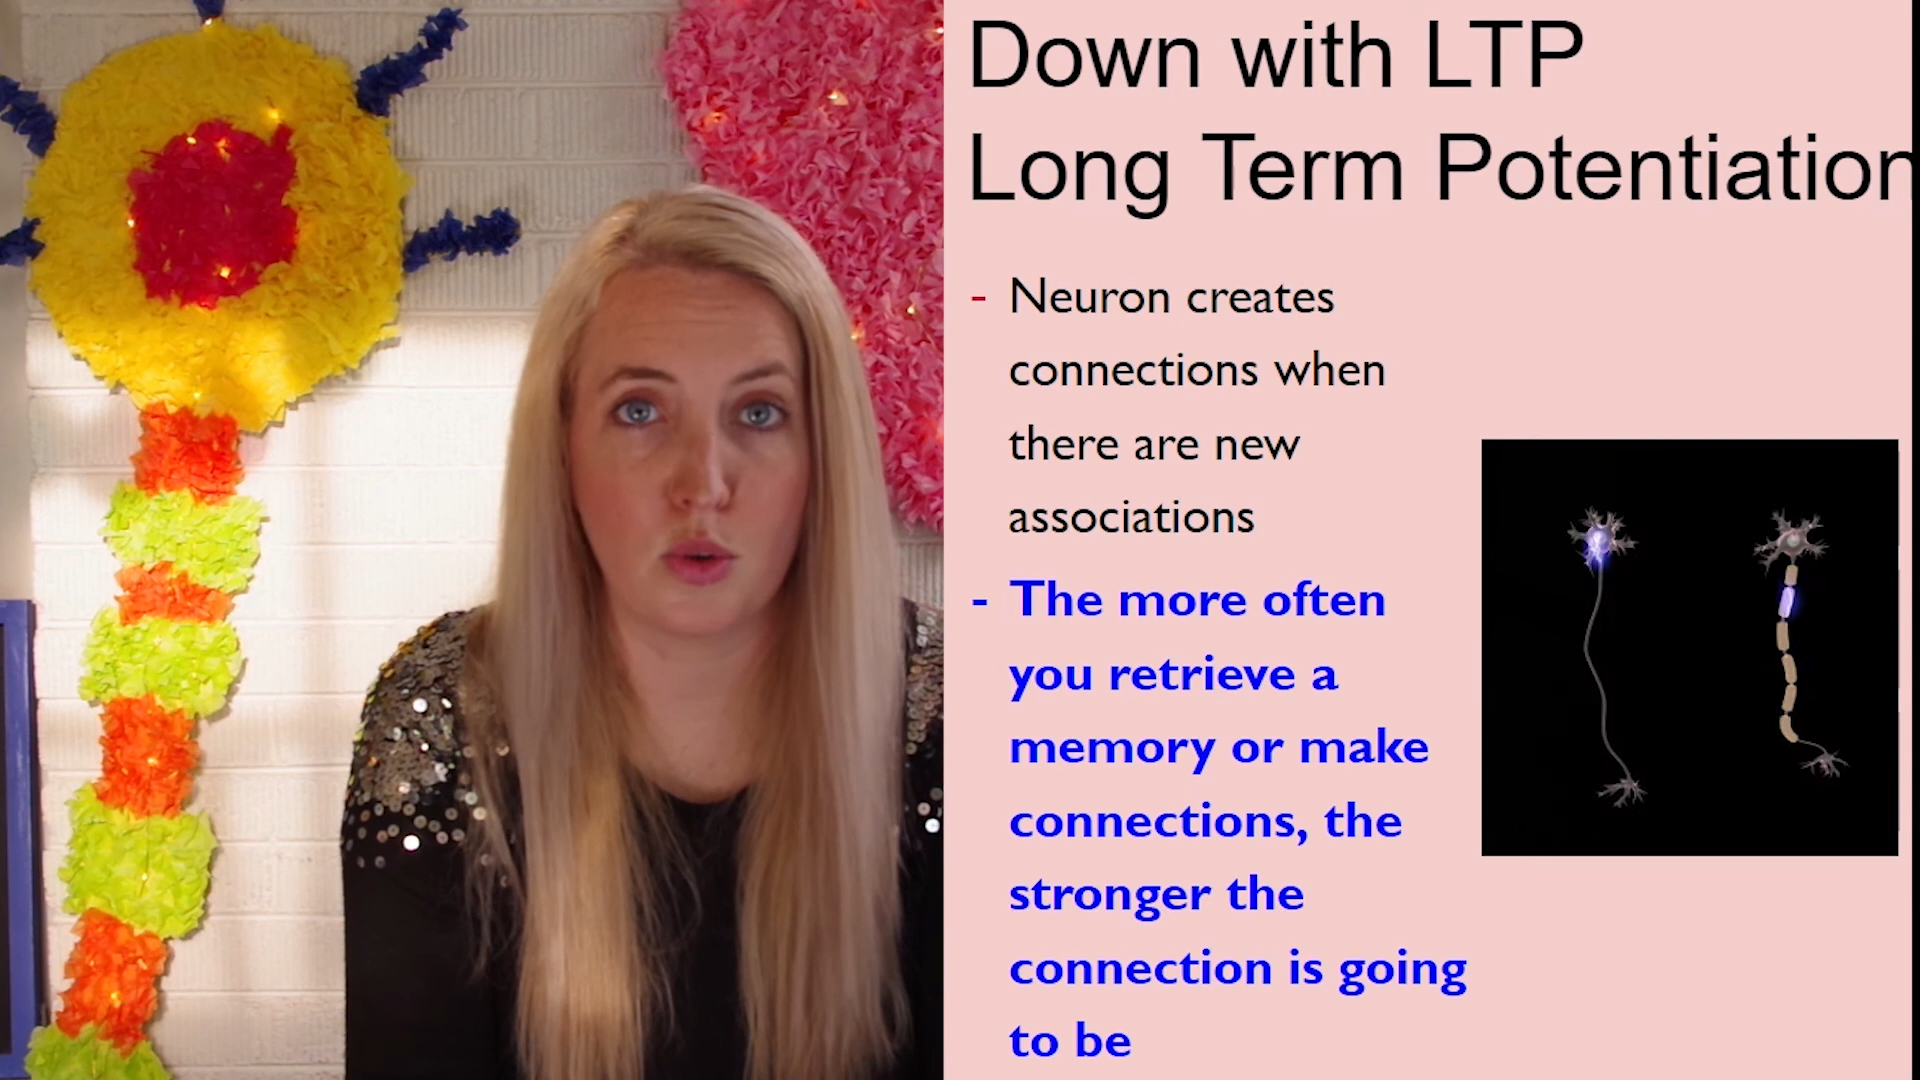 Down with LTP
Long Term Potentiation
- Neuron creates
connections when
there are new
associations
- The more often
you retrieve a
memory or make
connections, the
stronger the
connection is going
to be